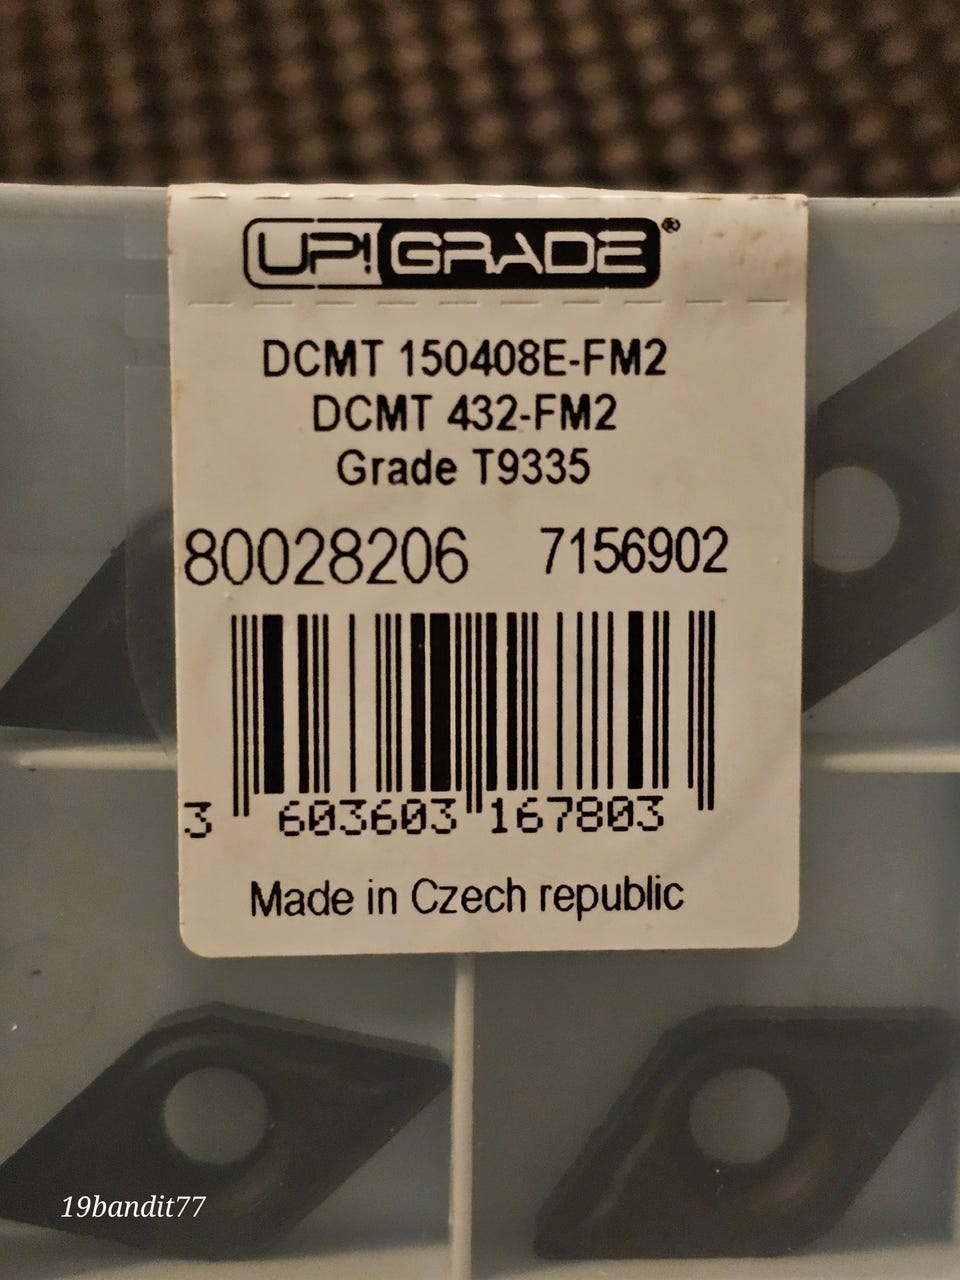 UP! GRADE®
DCMT 150408E-FM2
DCMT 432-FM2
Grade T9335
80028206 7156902
3 603603 167803
Made in Czech republic
19bandit77